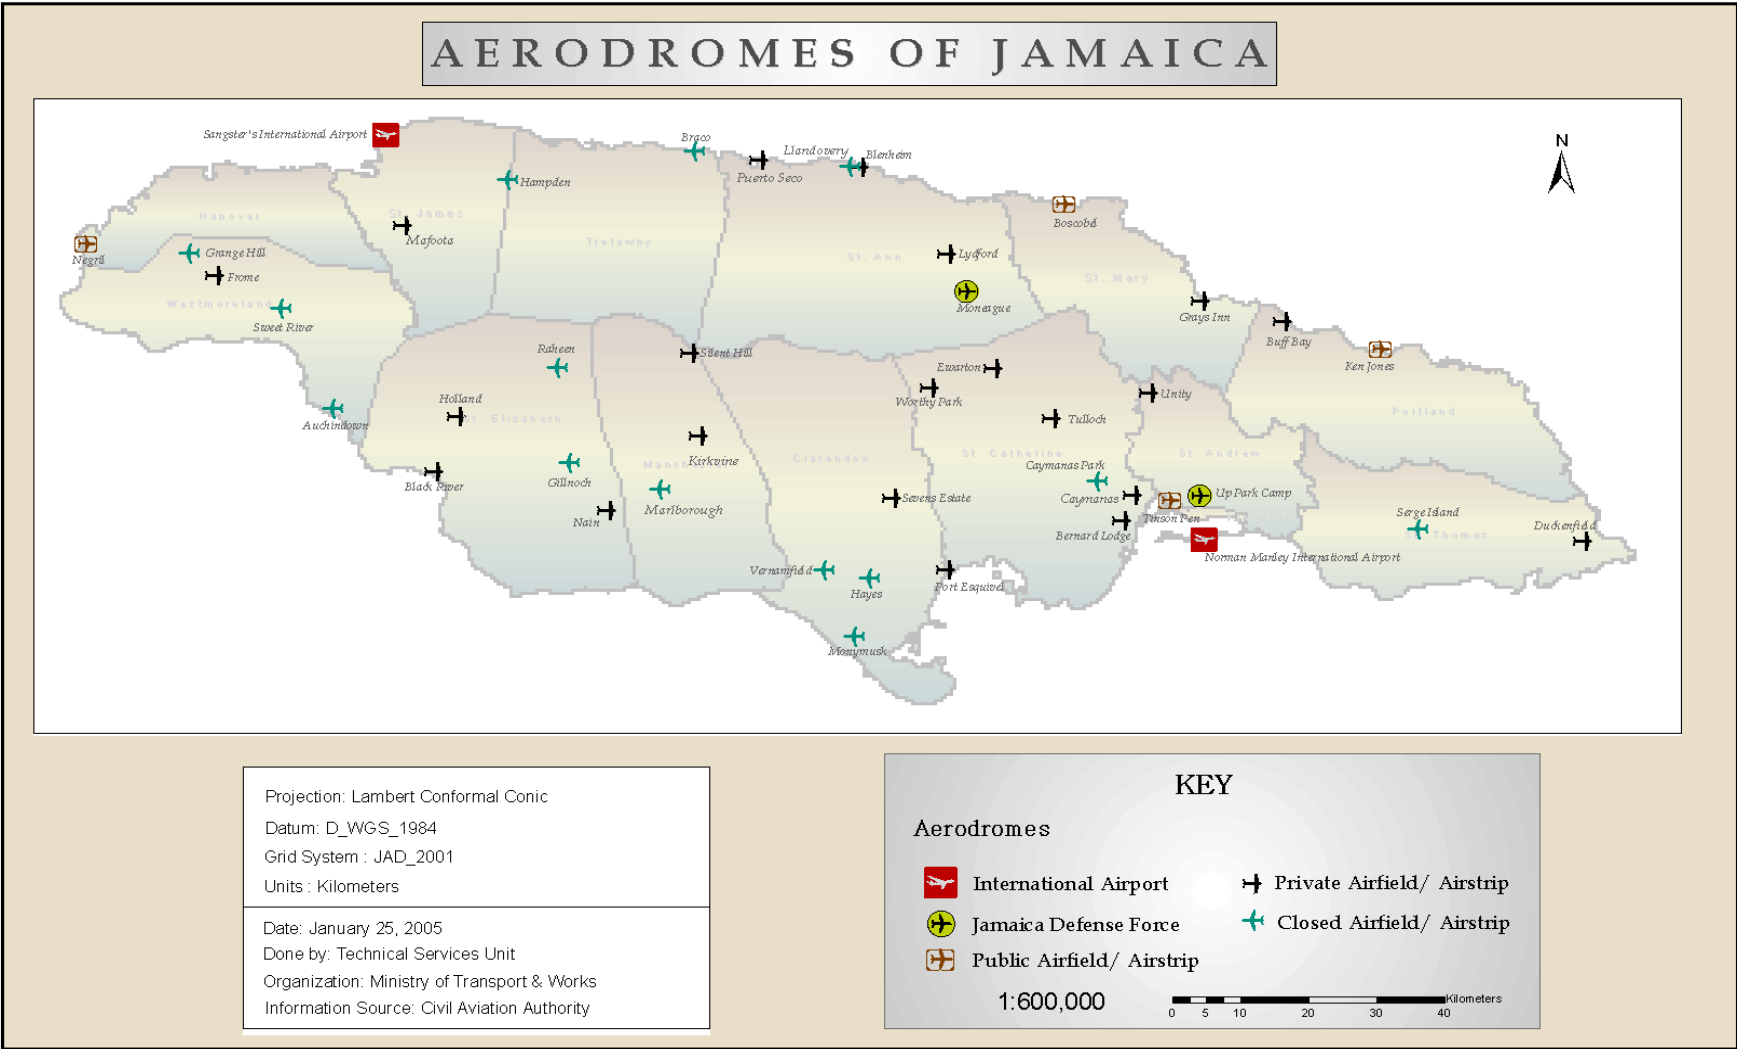 AERODROMES OF JAMAICA
Sangster's International Airport
Braco
Llandovery
Blenheim
N
Hampden
Puerto Seco
Hanover
St. James
Mafoota
Trelawny
Boscobel
Negril
Grange Hill
Frome
St. Ann
Lydford
St. Mary
Westmoreland
Sweet River
Moneague
Grays Inn
Buff Bay
Raheen
Silent Hill
Ewarton
Ken Jones
Holland
Worthy Park
Unity
Auchindown
St. Elizabeth
Tulloch
Portland
Kirkvine
Manchester
Clarendon
St. Catherine
St. Andrew
Caymanas Park
Black River
Gillnoch
Marlborough
Sevens Estate
Caymanas
Up Park Camp
Nain
Tinson Pen
Serge Island
Duckenfield
Bernard Lodge
St. Thomas
Norman Manley International Airport
Vernamfield
Hayes
Port Esquivel
Monymusk
Projection: Lambert Conformal Conic
Datum: D_WGS_1984
Grid System : JAD_2001
Units : Kilometers
Date: January 25, 2005
Done by: Technical Services Unit
Organization: Ministry of Transport & Works
Information Source: Civil Aviation Authority
KEY
Aerodromes
International Airport
Private Airfield/ Airstrip
Jamaica Defense Force
Closed Airfield/ Airstrip
Public Airfield/ Airstrip
1:600,000
Kilometers
0 5 10 20 30 40